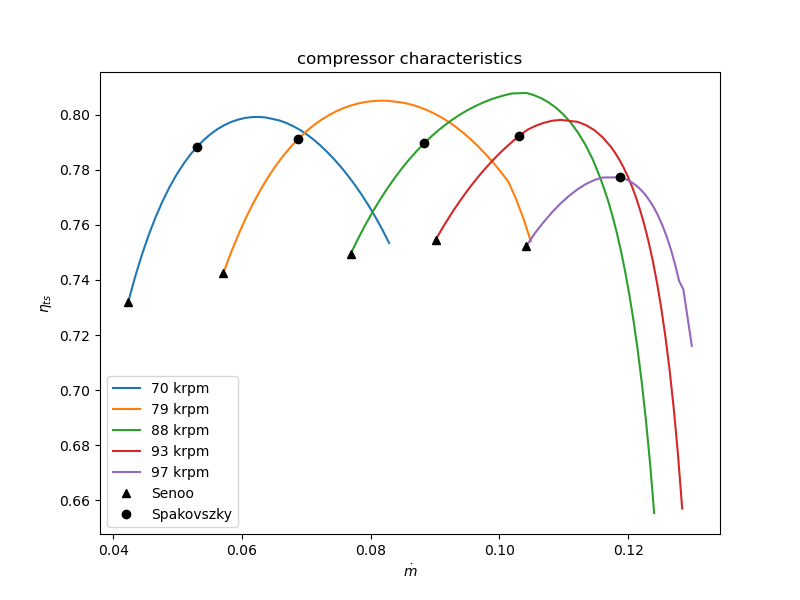 compressor characteristics
η_ts
0.80
0.78
0.76
0.74
0.72
0.70
0.68
0.66
70 krpm
79 krpm
88 krpm
93 krpm
97 krpm
Senoo
Spakovszky
0.04 0.06 0.08 0.10 0.12
ṁ